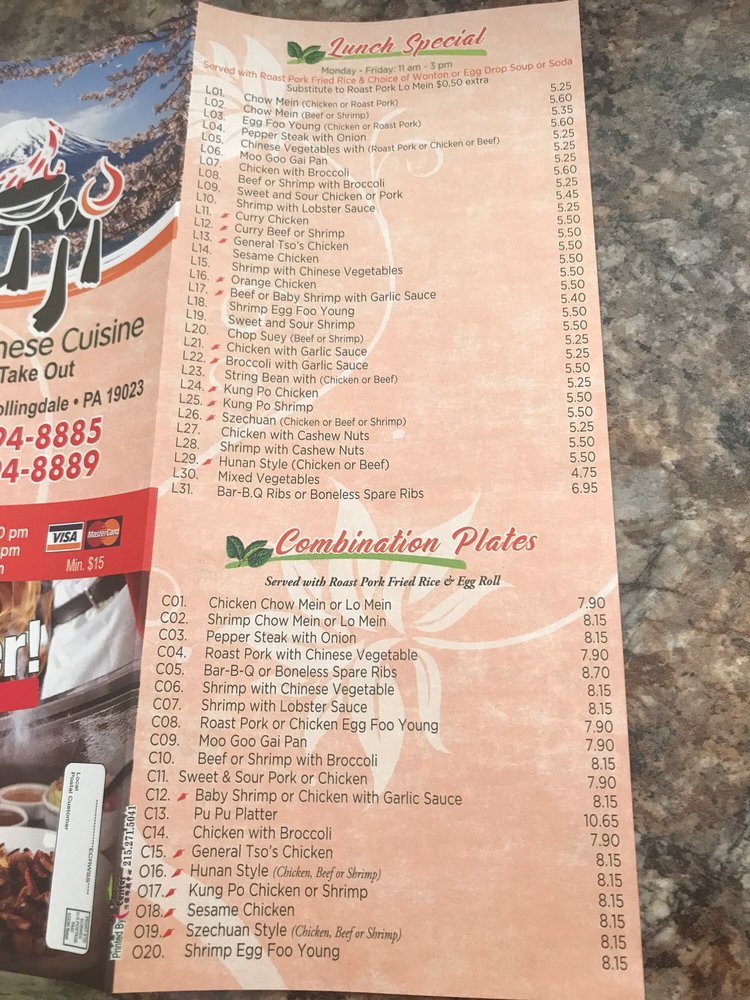 Lunch Special
Monday - Friday: 11 am - 3 pm
Served with Roast Pork Fried Rice & Choice of Wonton or Egg Drop Soup or Soda
Substitute to Roast Pork Lo Mein $0.50 extra
L01. Chow Mein (Chicken or Roast Pork) 5.25
L02. Chow Mein (Beef or Shrimp) 5.60
L03. Egg Foo Young (Chicken or Roast Pork) 5.35
L04. Pepper Steak with Onion 5.60
L05. Chinese Vegetables with (Roast Pork or Chicken or Beef) 5.25
L06. Moo Goo Gai Pan 5.25
L07. Chicken with Broccoli 5.25
L08. Beef or Shrimp with Broccoli 5.60
L09. Sweet and Sour Chicken or Pork 5.25
L10. Shrimp with Lobster Sauce 5.45
L11. Curry Chicken 5.25
L12. Curry Beef or Shrimp 5.50
L13. General Tso's Chicken 5.50
L14. Sesame Chicken 5.50
L15. Shrimp with Chinese Vegetables 5.50
L16. Orange Chicken 5.50
L17. Beef or Baby Shrimp with Garlic Sauce 5.50
L18. Shrimp Egg Foo Young 5.40
L19. Sweet and Sour Shrimp 5.50
L20. Chop Suey (Beef or Shrimp) 5.50
L21. Chicken with Garlic Sauce 5.25
L22. Broccoli with Garlic Sauce 5.25
L23. String Bean with (Chicken or Beef) 5.50
L24. Kung Po Chicken 5.25
L25. Kung Po Shrimp 5.50
L26. Szechuan (Chicken or Beef or Shrimp) 5.50
L27. Chicken with Cashew Nuts 5.25
L28. Shrimp with Cashew Nuts 5.50
L29. Hunan Style (Chicken or Beef) 5.50
L30. Mixed Vegetables 4.75
L31. Bar-B.Q Ribs or Boneless Spare Ribs 6.95
Combination Plates
Served with Roast Pork Fried Rice & Egg Roll
C01. Chicken Chow Mein or Lo Mein 7.90
C02. Shrimp Chow Mein or Lo Mein 8.15
C03. Pepper Steak with Onion 8.15
C04. Roast Pork with Chinese Vegetable 7.90
C05. Bar-B-Q or Boneless Spare Ribs 8.70
C06. Shrimp with Chinese Vegetable 8.15
C07. Shrimp with Lobster Sauce 8.15
C08. Roast Pork or Chicken Egg Foo Young 7.90
C09. Moo Goo Gai Pan 7.90
C10. Beef or Shrimp with Broccoli 8.15
C11. Sweet & Sour Pork or Chicken 7.90
C12. Baby Shrimp or Chicken with Garlic Sauce 8.15
C13. Pu Pu Platter 10.65
C14. Chicken with Broccoli 7.90
C15. General Tso's Chicken 8.15
O16. Hunan Style (Chicken, Beef or Shrimp) 8.15
O17. Kung Po Chicken or Shrimp 8.15
O18. Sesame Chicken 8.15
O19. Szechuan Style (Chicken, Beef or Shrimp) 8.15
O20. Shrimp Egg Foo Young 8.15
uji
nese Cuisine
Take Out
ollingdale • PA 19023
94-8885
4-8889
0 pm
pm
VISA
MasterCard
Min. $15
r!
Local
Postal Customer
Printed By
215.271.5041